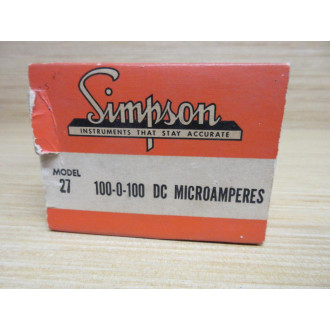 Simpson
INSTRUMENTS THAT STAY ACCURATE
MODEL
27 100-0-100 DC MICROAMPERES